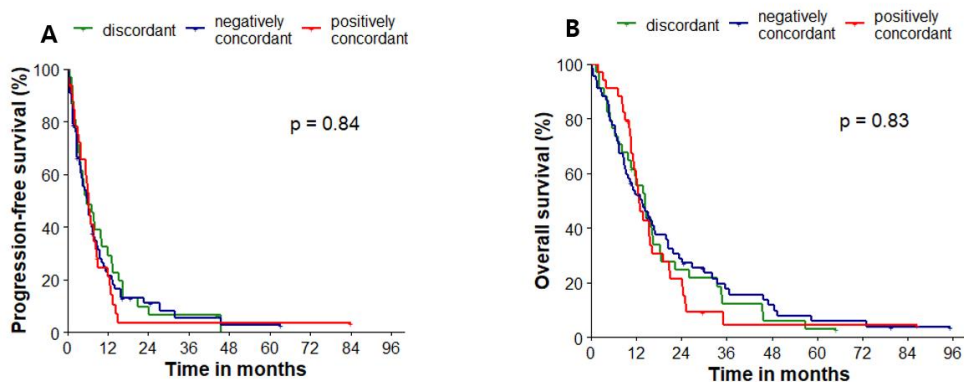 A
discordant
negatively
concordant
positively
concordant
Progression-free survival (%)
100
80
60
40
20
0
p = 0.84
0 12 24 36 48 60 72 84 96
Time in months
B
discordant
negatively
concordant
positively
concordant
Overall survival (%)
100
80
60
40
20
0
p = 0.83
0 12 24 36 48 60 72 84 96
Time in months